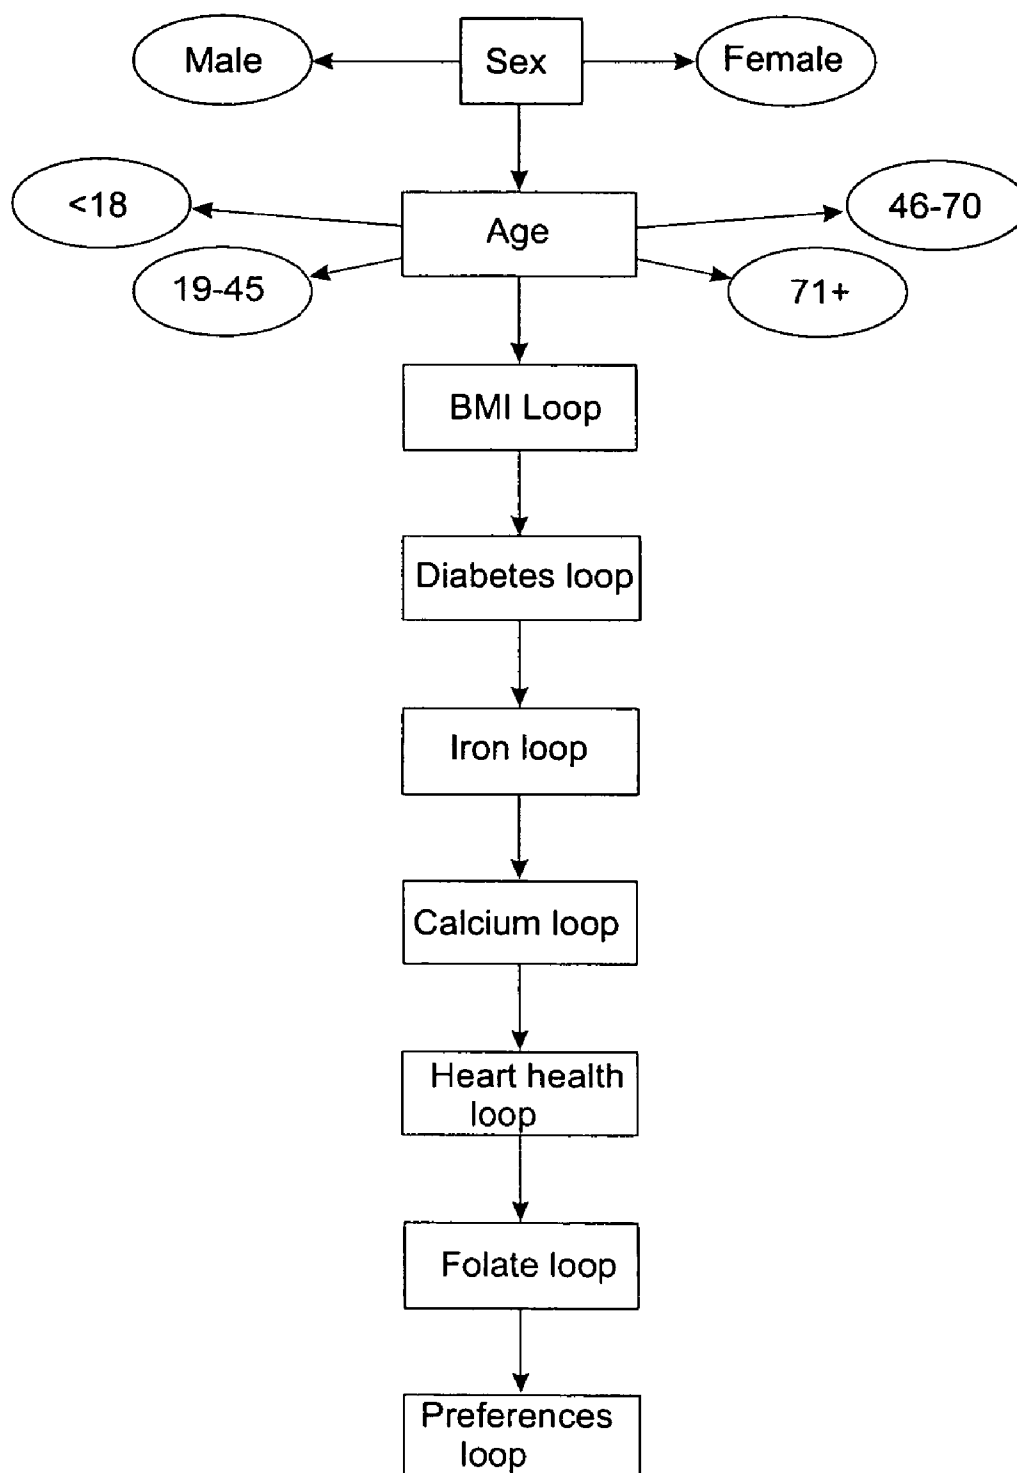 Male
Sex
Female
<18
Age
46-70
19-45
71+
BMI Loop
Diabetes loop
Iron loop
Calcium loop
Heart health
loop
Folate loop
Preferences
loop